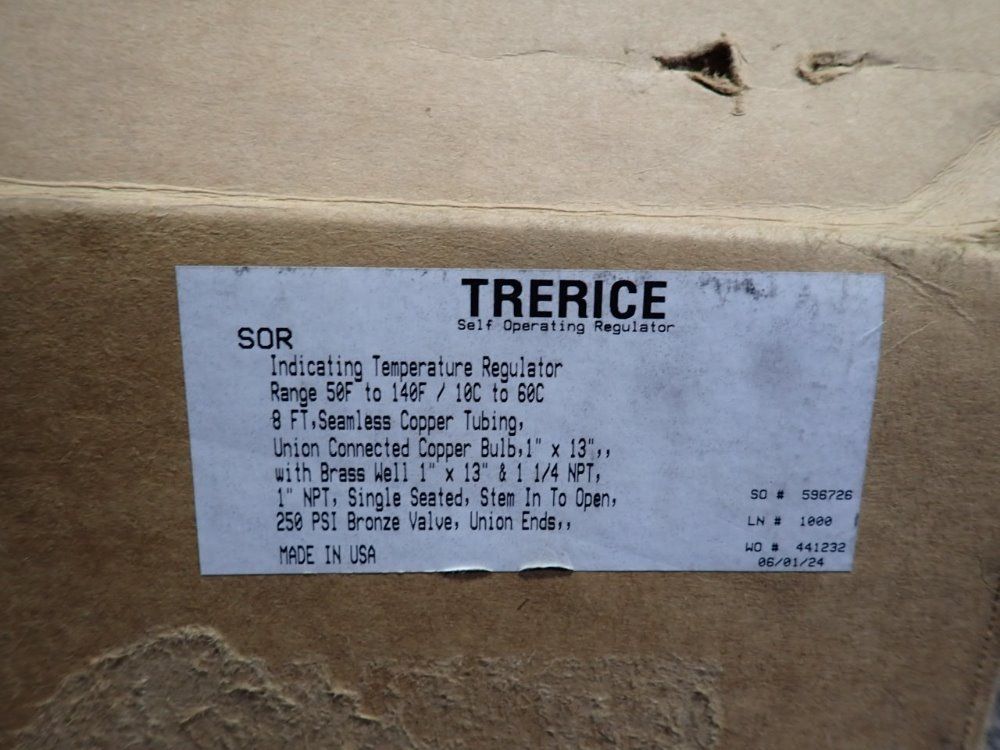 TRERICE
Self Operating Regulator
SOR
Indicating Temperature Regulator
Range 50F to 140F / 10C to 60C
8 FT,Seamless Copper Tubing,
Union Connected Copper Bulb,1" x 13",,
with Brass Well 1" x 13" & 1 1/4 NPT,
1" NPT, Single Seated, Stem In To Open,
250 PSI Bronze Valve, Union Ends,,
MADE IN USA
SO # 596726
LN # 1000
WO # 441232
06/01/24